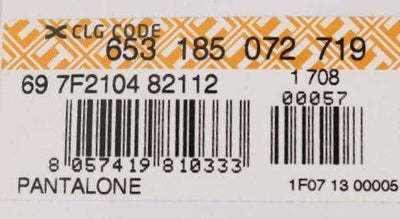 CLG CODE
653 185 072 719
69 7F2104 82112
1 708
00057
8 057419 810333
PANTALONE
1F07 13 00005